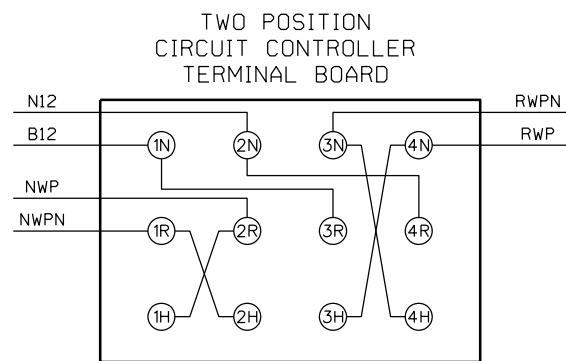 TWO POSITION
CIRCUIT CONTROLLER
TERMINAL BOARD
N12
RWPN
B12
1N
2N
3N
4N
RWP
NWP
NWPN
1R
2R
3R
4R
1H
2H
3H
4H